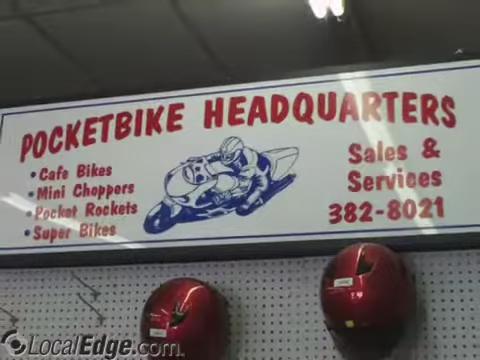 POCKETBIKE HEADQUARTERS
• Cafe Bikes
• Mini Choppers
• Pocket Rockets
• Super Bikes
Sales &
Services
382-8021
LocalEdge.com